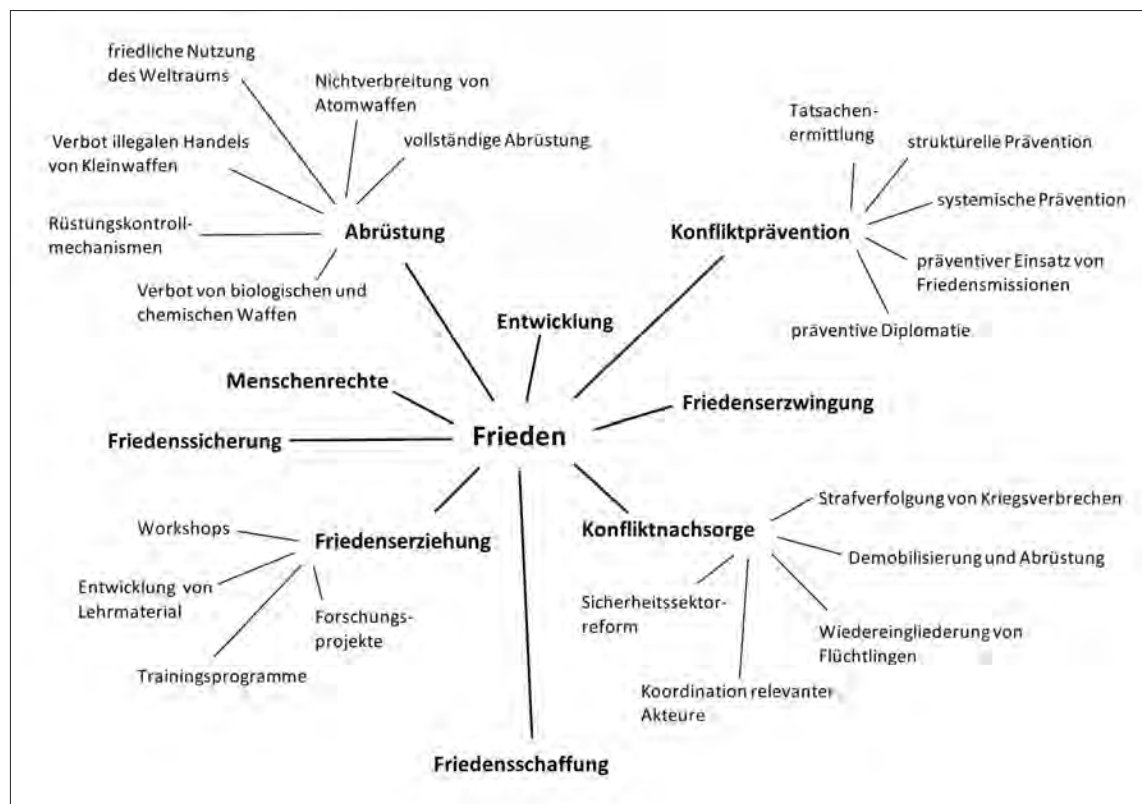 friedliche Nutzung
des Weltraums
Nichtverbreitung von
Atomwaffen
Verbot illegalen Handels
von Kleinwaffen
vollständige Abrüstung
Rüstungskontroll-
mechanismen
Abrüstung
Verbot von biologischen und
chemischen Waffen
Tatsachen-
ermittlung
strukturelle Prävention
systemische Prävention
Konfliktprävention
präventiver Einsatz von
Friedensmissionen
präventive Diplomatie
Entwicklung
Menschenrechte
Friedenserzwingung
Friedenssicherung
Frieden
Workshops
Friedenserziehung
Entwicklung von
Lehrmaterial
Forschungs-
projekte
Trainingsprogramme
Konfliktnachsorge
Strafverfolgung von Kriegsverbrechen
Demobilisierung und Abrüstung
Sicherheitssektor-
reform
Wiedereingliederung von
Flüchtlingen
Koordination relevanter
Akteure
Friedensschaffung